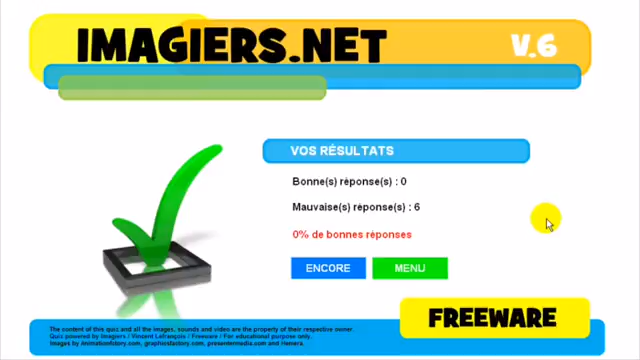 IMAGIERS.NET
V.6
VOS RÉSULTATS
Bonne(s) réponse(s) : 0
Mauvaise(s) réponse(s) : 6
0% de bonnes réponses
ENCORE
MENU
FREEWARE
The content of this quiz and all the images, sounds and video are the property of their respective owner.
Quiz powered by Imagiers / Vincent Lefrançois / Freeware / For educational purpose only.
Images by Animationfactory.com, graphicsfactory.com, presentermedia.com and Hemera.